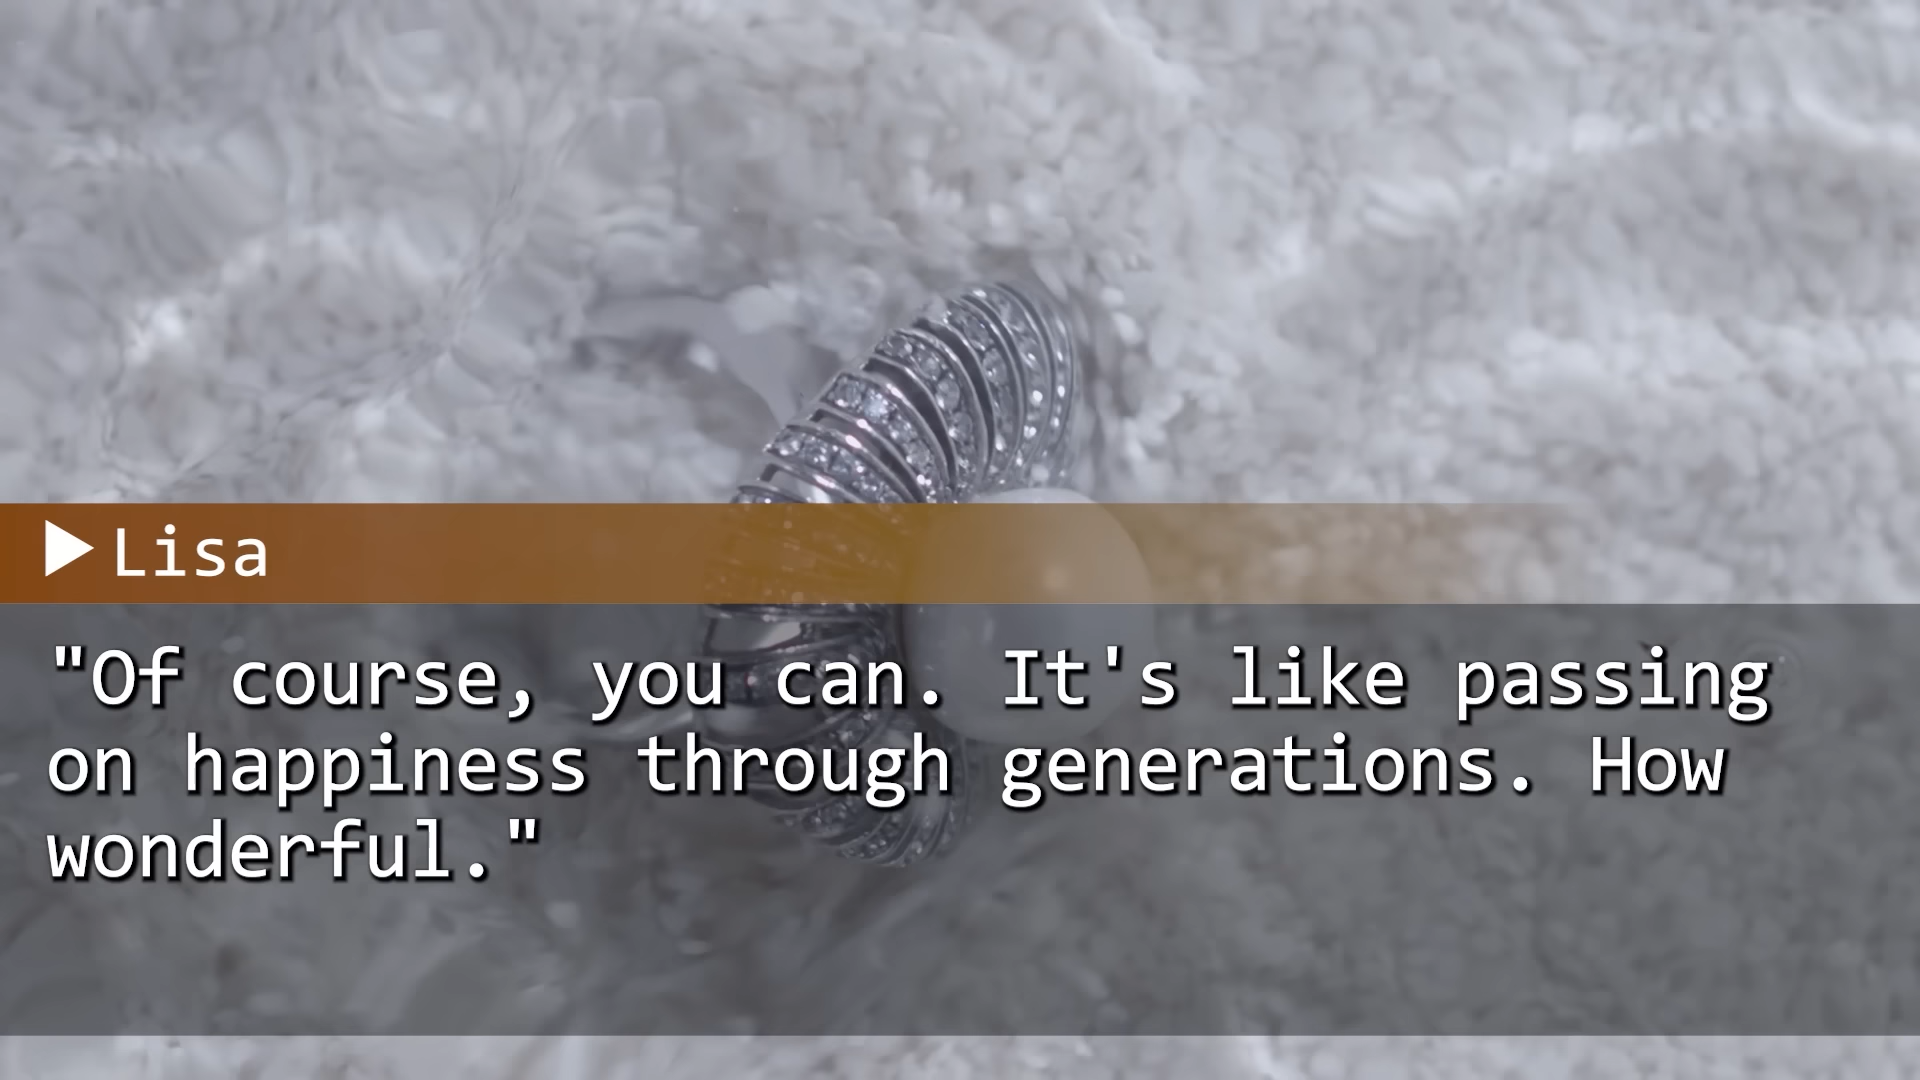 Lisa
"Of course, you can. It's like passing
on happiness through generations. How
wonderful."